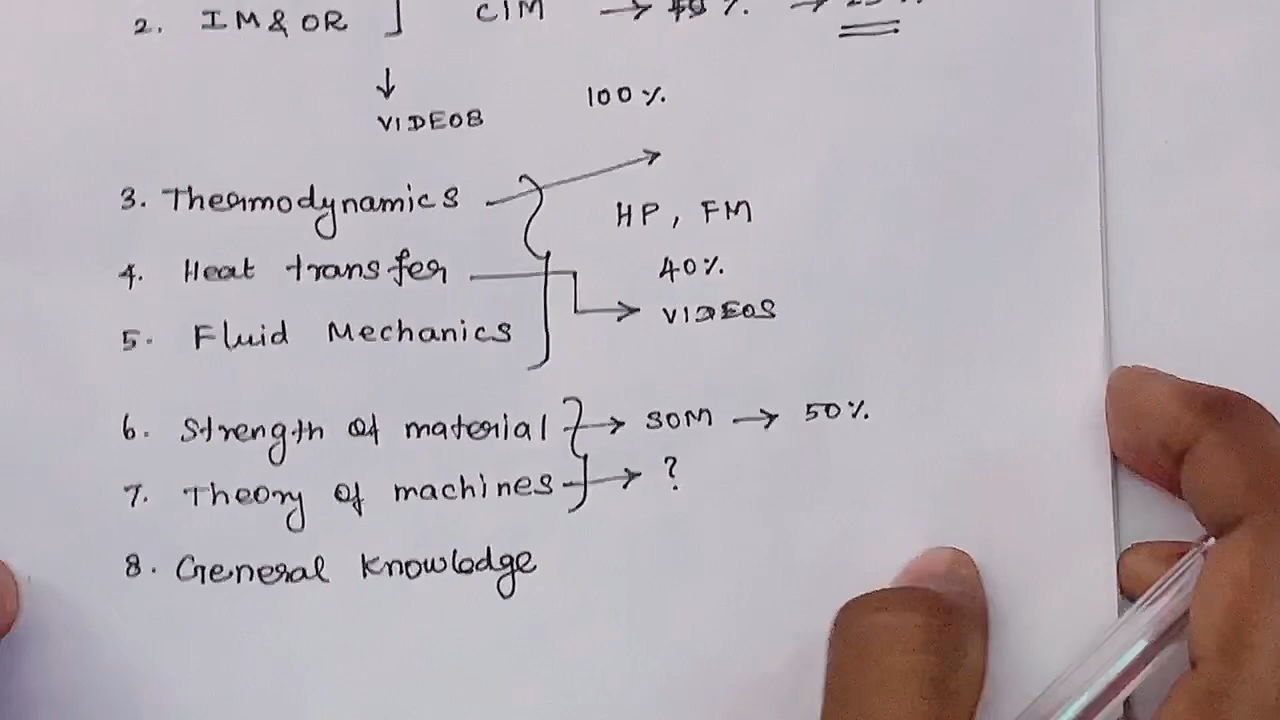 2. IM & OR ] CIM →
↓
VIDEOS 100%
3. Thermodynamics
HP, FM
4. Heat transfer 40%
→ VIDEOS
5. Fluid Mechanics
6. Strength of material } → SOM → 50%
7. Theory of machines → ?
8. General Knowledge